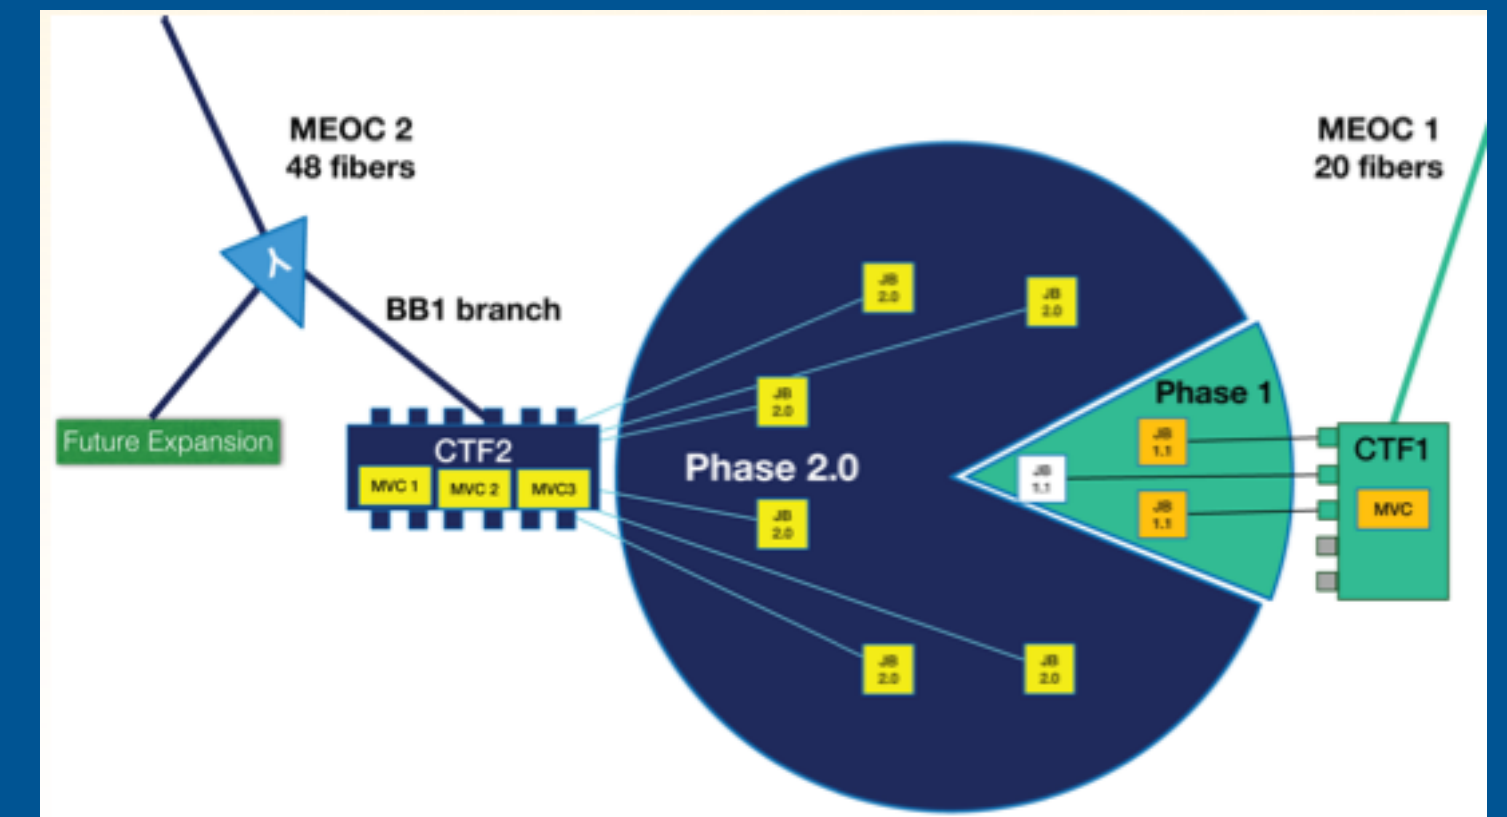 MEOC 2
48 fibers
MEOC 1
20 fibers
BB1 branch
Future Expansion
CTF2
MVC 1
MVC 2
MVC3
JB
2.0
JB
2.0
JB
2.0
Phase 2.0
JB
2.0
JB
2.0
JB
2.0
Phase 1
JB
1.1
JB
1.1
JB
1.1
CTF1
MVC